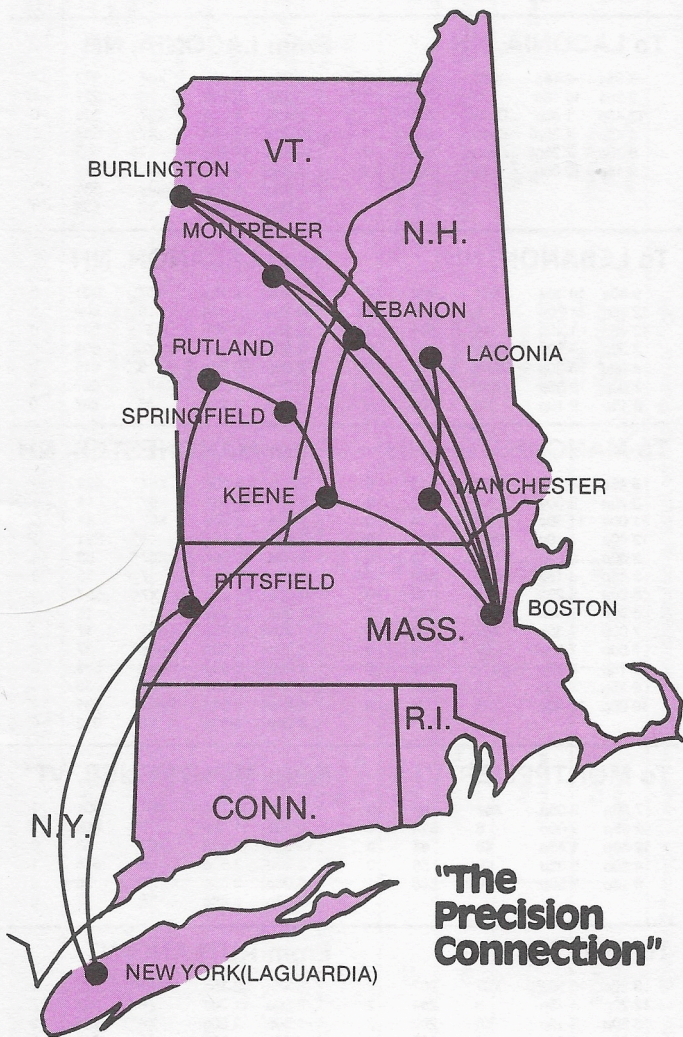 VT.
BURLINGTON
MONTPELIER
N.H.
LEBANON
RUTLAND
LACONIA
SPRINGFIELD
KEENE
MANCHESTER
PITTSFIELD
BOSTON
MASS.
R.I.
CONN.
N.Y.
"The
Precision
Connection"
NEW YORK(LAGUARDIA)